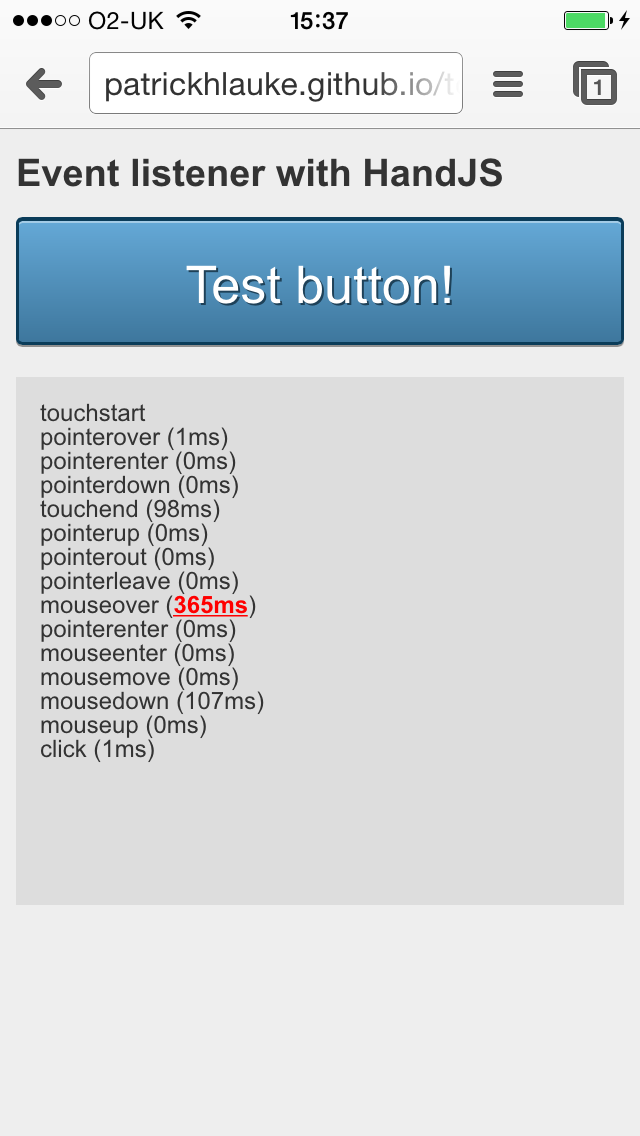 O2-UK 15:37
patrickhlauke.github.io/t
1
Event listener with HandJS
Test button!
touchstart
pointerover (1ms)
pointerenter (0ms)
pointerdown (0ms)
touchend (98ms)
pointerup (0ms)
pointerout (0ms)
pointerleave (0ms)
mouseover (365ms)
pointerenter (0ms)
mouseenter (0ms)
mousemove (0ms)
mousedown (107ms)
mouseup (0ms)
click (1ms)